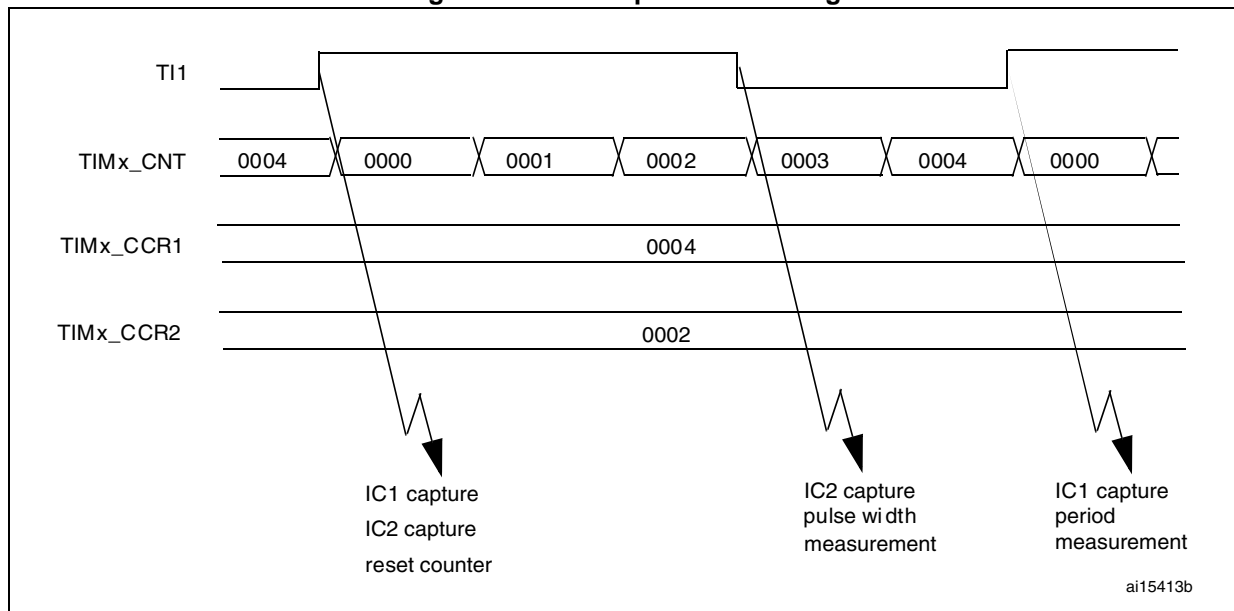 TI1
TIMx_CNT 0004 0000 0001 0002 0003 0004 0000
TIMx_CCR1 0004
TIMx_CCR2 0002
IC1 capture
IC2 capture
reset counter
IC2 capture
pulse width
measurement
IC1 capture
period
measurement
ai15413b